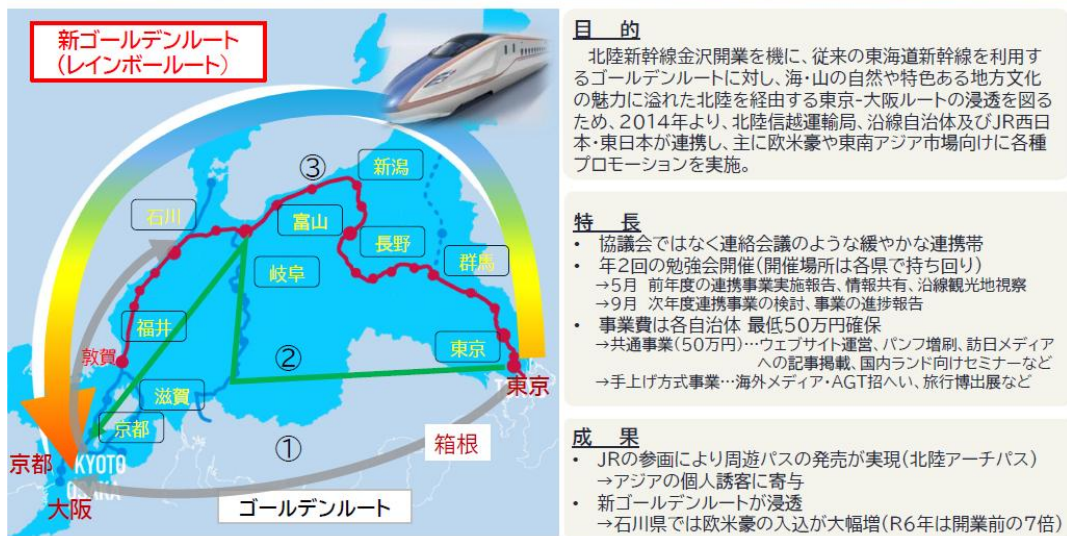 新ゴールデンルート
(レインボールート)
③
新潟
石川
富山
長野
群馬
岐阜
福井
敦賀
②
東京
東京
滋賀
京都
①
箱根
京都
KYOTO
大阪
ゴールデンルート
目 的
北陸新幹線金沢開業を機に、従来の東海道新幹線を利用す
るゴールデンルートに対し、海・山の自然や特色ある地方文化
の魅力に溢れた北陸を経由する東京-大阪ルートの浸透を図る
ため、2014年より、北陸信越運輸局、沿線自治体及びJR西日
本・東日本が連携し、主に欧米豪や東南アジア市場向けに各種
プロモーションを実施。
特 長
• 協議会ではなく連絡会議のような緩やかな連携帯
• 年2回の勉強会開催(開催場所は各県で持ち回り)
→5月 前年度の連携事業実施報告、情報共有、沿線観光地視察
→9月 次年度連携事業の検討、事業の進捗報告
• 事業費は各自治体 最低50万円確保
→共通事業(50万円)…ウェブサイト運営、パンフ増刷、訪日メディア
への記事掲載、国内ランド向けセミナーなど
→手上げ方式事業…海外メディア・AGT招へい、旅行博出展など
成 果
• JRの参画により周遊パスの発売が実現(北陸アーチパス)
→アジアの個人誘客に寄与
• 新ゴールデンルートが浸透
→石川県では欧米豪の入込が大幅増(R6年は開業前の7倍)